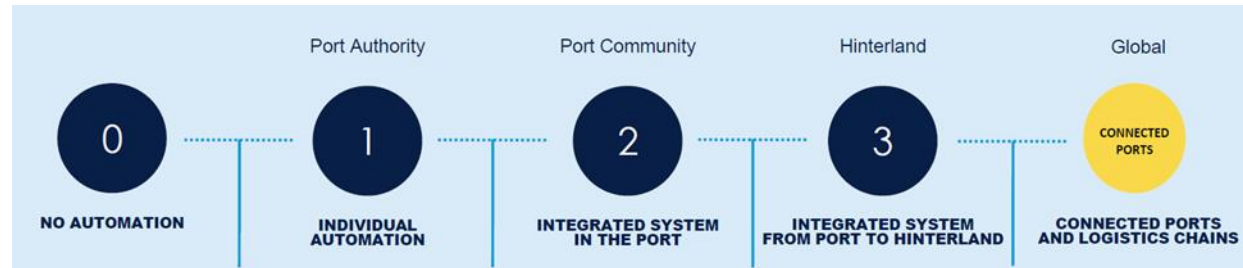 Port Authority
Port Community
Hinterland
Global
0
1
2
3
CONNECTED
PORTS
NO AUTOMATION
INDIVIDUAL
AUTOMATION
INTEGRATED SYSTEM
IN THE PORT
INTEGRATED SYSTEM
FROM PORT TO HINTERLAND
CONNECTED PORTS
AND LOGISTICS CHAINS